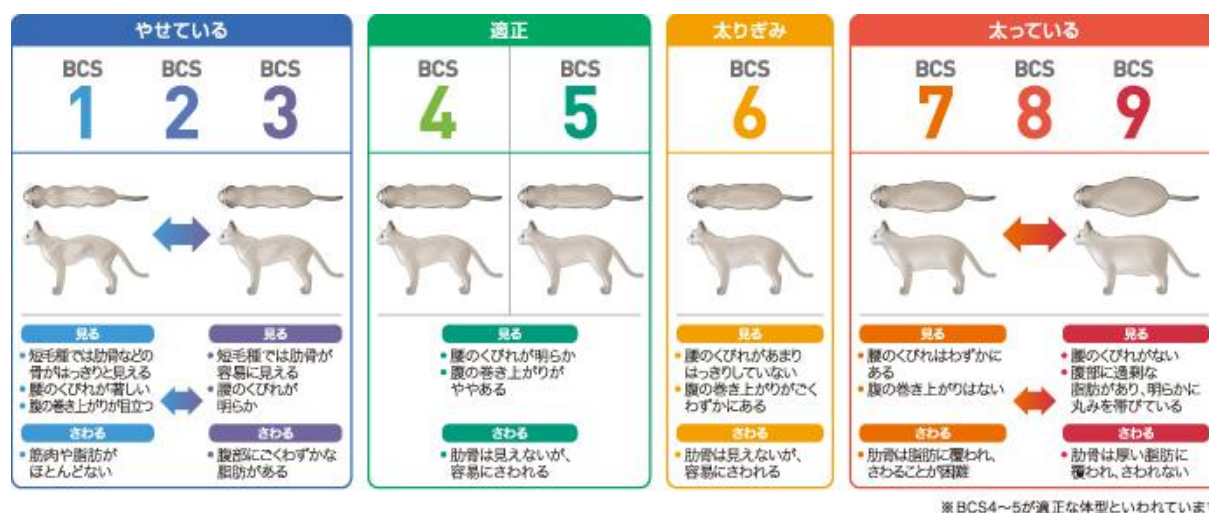 やせている
BCS
1
BCS
2
BCS
3
見る
• 短毛種では肋骨などの
骨がはっきりと見える
• 腰のくびれが著しい
• 腹の巻き上がりが目立つ
さわる
• 筋肉や脂肪が
ほとんどない
見る
• 短毛種では肋骨が
容易に見える
• 腰のくびれが
明らか
さわる
• 腹部にごくわずかな
脂肪がある
適正
BCS
4
BCS
5
見る
• 腰のくびれが明らか
• 腹の巻き上がりが
ややある
さわる
• 肋骨は見えないが、
容易にさわれる
太りぎみ
BCS
6
見る
• 腰のくびれがあまり
はっきりしていない
• 腹の巻き上がりがごく
わずかにある
さわる
• 肋骨は見えないが、
容易にさわれる
太っている
BCS
7
BCS
8
BCS
9
見る
• 腰のくびれはわずかに
ある
• 腹の巻き上がりはない
さわる
• 肋骨は脂肪に覆われ、
さわることが困難
見る
• 腰のくびれがない
• 腹部に過剰な
脂肪があり、明らかに
丸みを帯びている
さわる
• 肋骨は厚い脂肪に
覆われ、さわれない
※BCS4〜5が適正な体型といわれていま